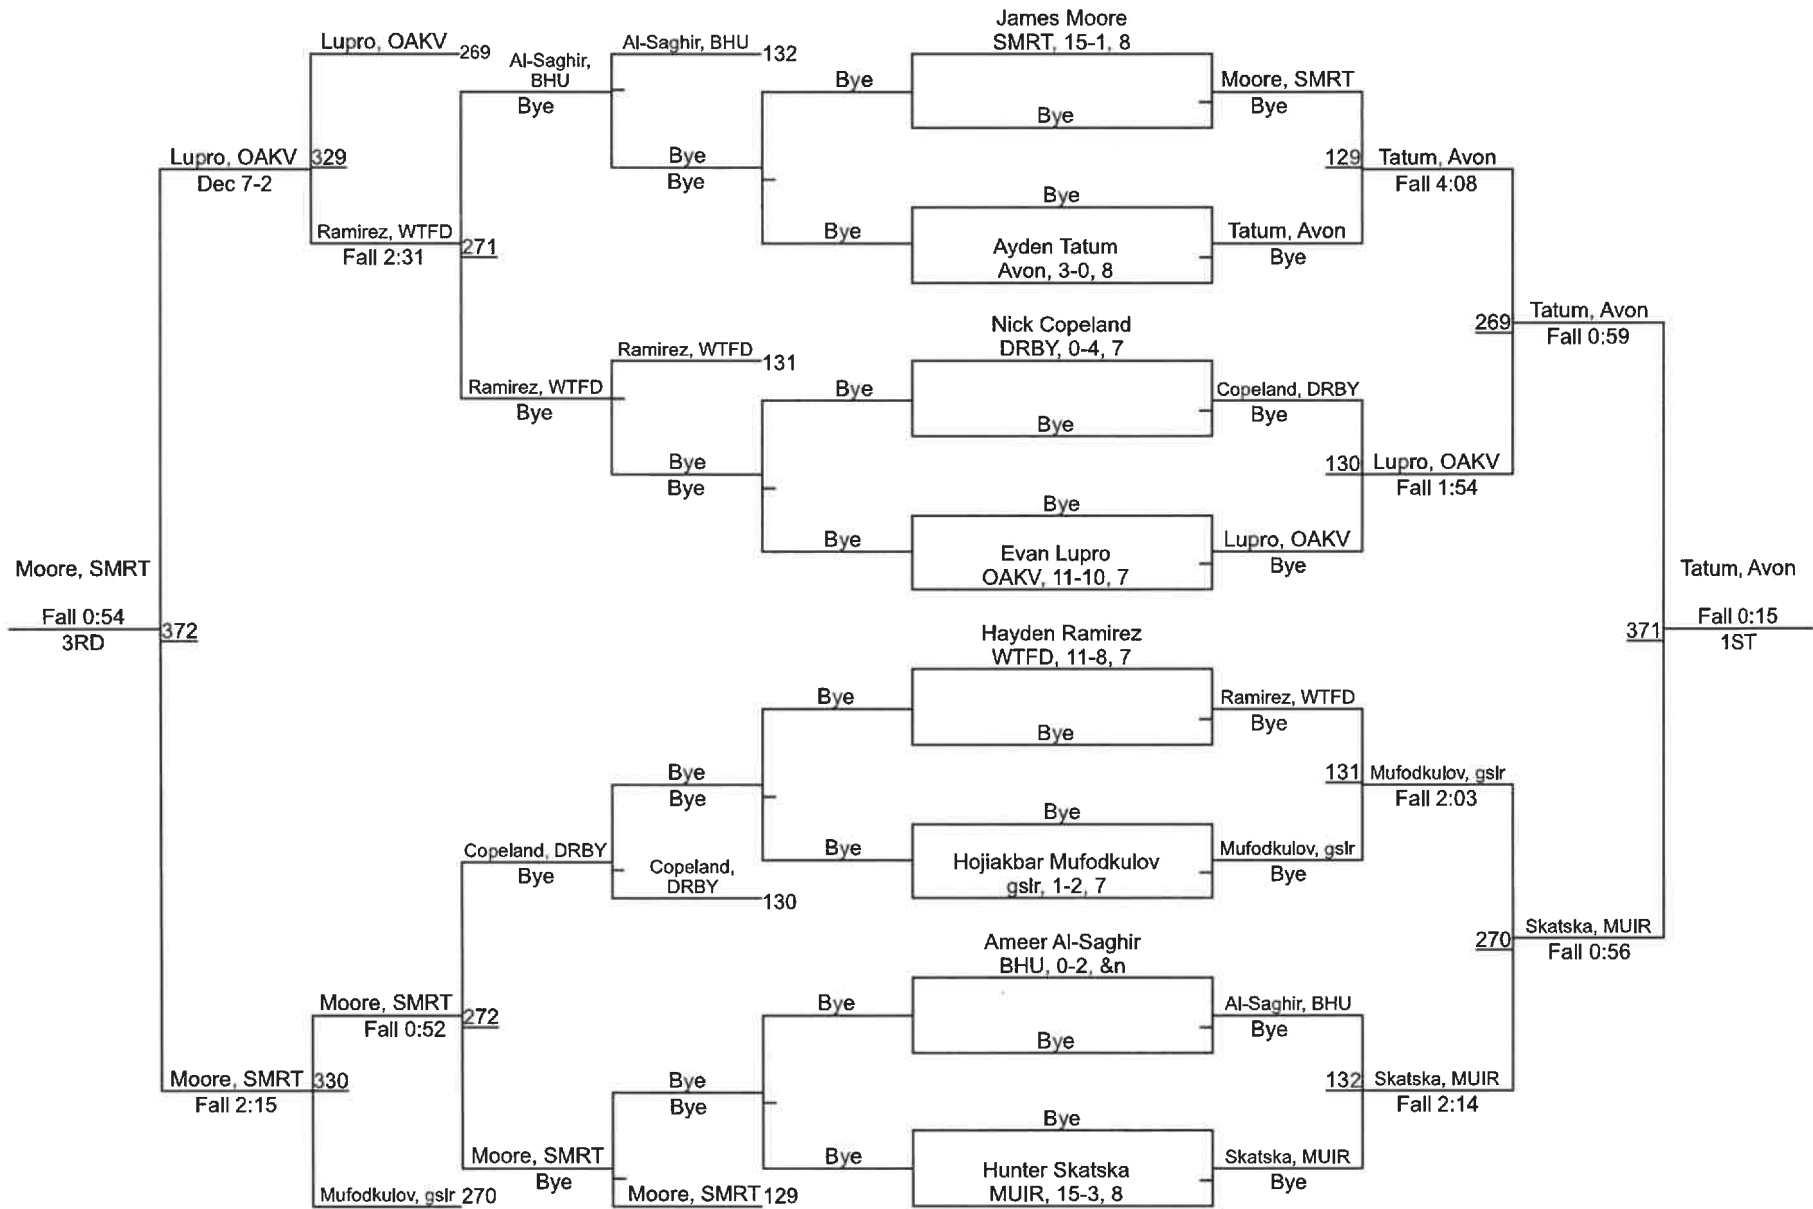 James Moore
SMRT, 15-1, 8
Bye
Bye
Ayden Tatum
Avon, 3-0, 8
Nick Copeland
DRBY, 0-4, 7
Bye
Bye
Evan Lupro
OAKV, 11-10, 7
Hayden Ramirez
WTFD, 11-8, 7
Bye
Bye
Hojiakbar Mufodkulov
gslr, 1-2, 7
Ameer Al-Saghir
BHU, 0-2, &n
Bye
Bye
Hunter Skatska
MUIR, 15-3, 8
Moore, SMRT
Bye
129
Tatum, Avon
Bye
Copeland, DRBY
Bye
130
Lupro, OAKV
Bye
Ramirez, WTFD
Bye
131
Mufodkulov, gslr
Bye
Al-Saghir, BHU
Bye
132
Skatska, MUIR
Bye
Tatum, Avon
Fall 4:08
269
Lupro, OAKV
Fall 1:54
Mufodkulov, gslr
Fall 2:03
270
Skatska, MUIR
Fall 2:14
Tatum, Avon
Fall 0:59
371
Skatska, MUIR
Fall 0:56
Tatum, Avon
Fall 0:15
1ST
Bye
Bye
Bye
Bye
Bye
Bye
Bye
Bye
Al-Saghir, BHU
132
Bye
Bye
Ramirez, WTFD
131
Bye
Bye
Bye
Bye
Copeland,
DRBY
130
Bye
Bye
Moore, SMRT
129
Al-Saghir,
BHU
Bye
271
Ramirez, WTFD
Bye
Copeland, DRBY
Bye
272
Moore, SMRT
Bye
Lupro, OAKV
269
329
Ramirez, WTFD
Fall 2:31
Moore, SMRT
Fall 0:52
330
Mufodkulov, gslr
270
Lupro, OAKV
Dec 7-2
372
Moore, SMRT
Fall 2:15
Moore, SMRT
Fall 0:54
3RD